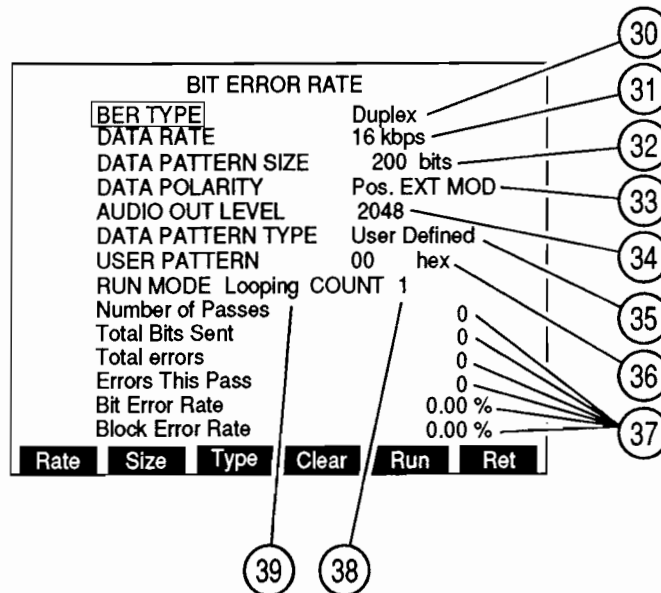 30
BIT ERROR RATE
31
BER TYPE Duplex
DATA RATE 16 kbps
32
DATA PATTERN SIZE 200 bits
DATA POLARITY Pos. EXT MOD
33
AUDIO OUT LEVEL 2048
DATA PATTERN TYPE User Defined
34
USER PATTERN 00 hex
RUN MODE Looping COUNT 1
35
Number of Passes 0
Total Bits Sent 0
Total errors 0
36
Errors This Pass 0
Bit Error Rate 0.00 %
Block Error Rate 0.00 %
37
Rate Size Type Clear Run Ret
39 38